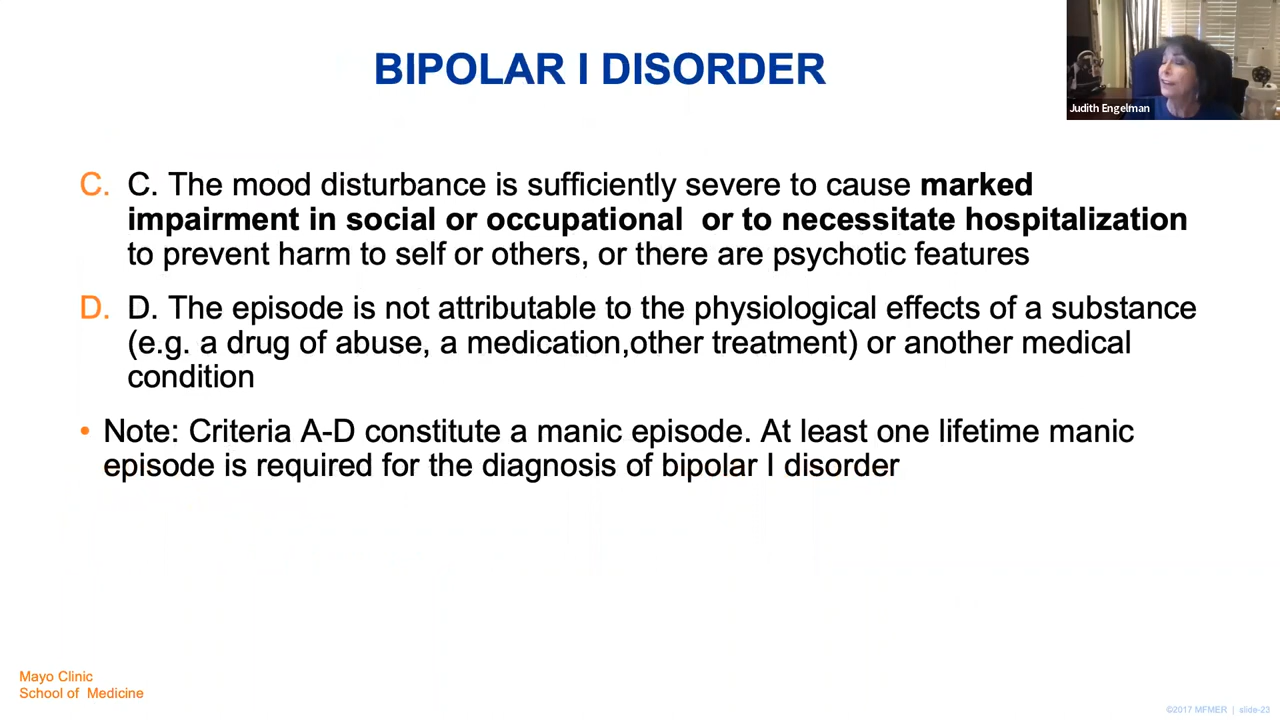 BIPOLAR I DISORDER
Judith Engelman
C. C. The mood disturbance is sufficiently severe to cause marked
impairment in social or occupational or to necessitate hospitalization
to prevent harm to self or others, or there are psychotic features
D. D. The episode is not attributable to the physiological effects of a substance
(e.g. a drug of abuse, a medication,other treatment) or another medical
condition
• Note: Criteria A-D constitute a manic episode. At least one lifetime manic
episode is required for the diagnosis of bipolar I disorder
Mayo Clinic
School of Medicine
©2017 MFMER | slide-23